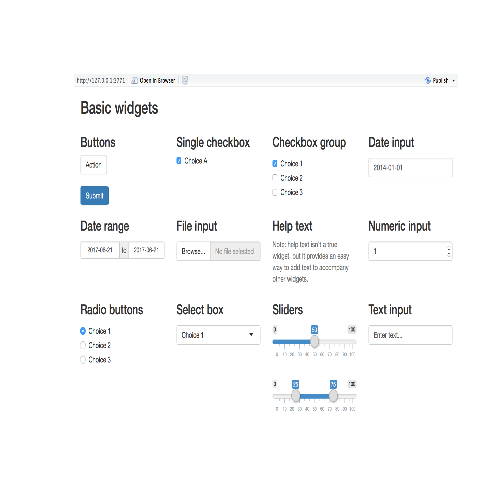 http://127.0.0.1:3771 Open in Browser Publish
Basic widgets
Buttons
Action
Submit
Single checkbox
Choice A
Checkbox group
Choice 1
Choice 2
Choice 3
Date input
2014-01-01
Date range
2017-06-21 to 2017-06-21
File input
Browse... No file selected
Help text
Note: help text isn't a true
widget, but it provides an easy
way to add text to accompany
other widgets.
Numeric input
1
Radio buttons
Choice 1
Choice 2
Choice 3
Select box
Choice 1
Sliders
0 50 100
0 10 20 30 40 50 60 70 80 90 100
0 25 75 100
0 10 20 30 40 50 60 70 80 90 100
Text input
Enter text...